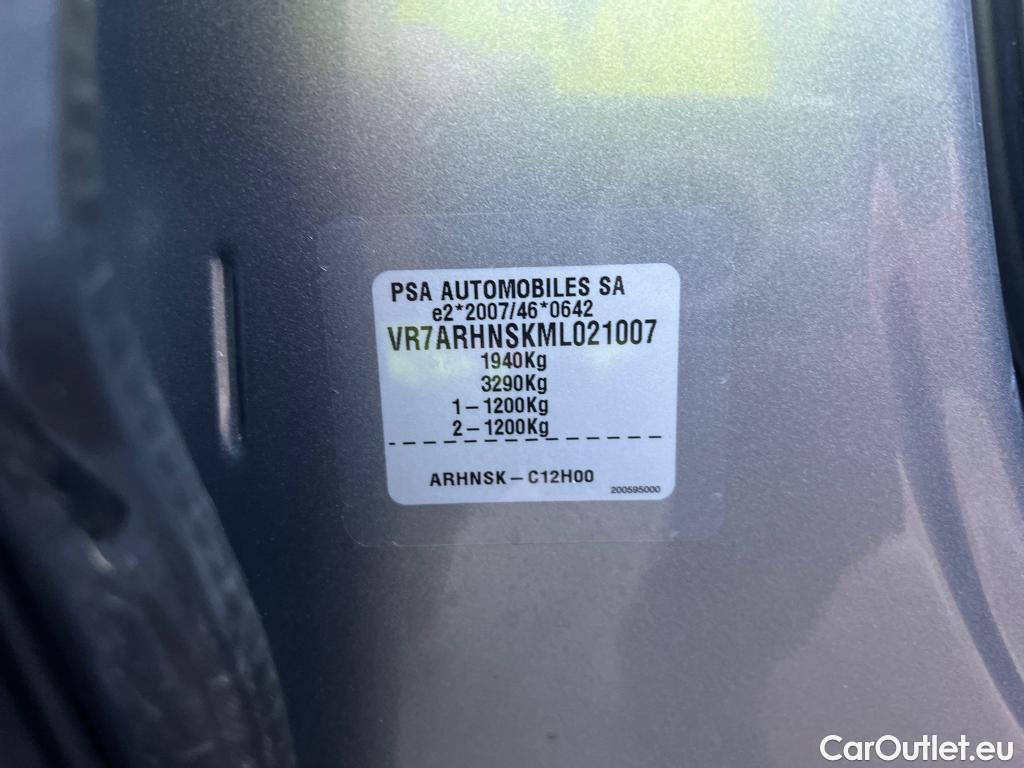 PSA AUTOMOBILES SA
e2*2007/46*0642
VR7ARHNSKML021007
1940Kg
3290Kg
1-1200Kg
2-1200Kg
ARHNSK-C12H00
200595000
CarOutlet.eu